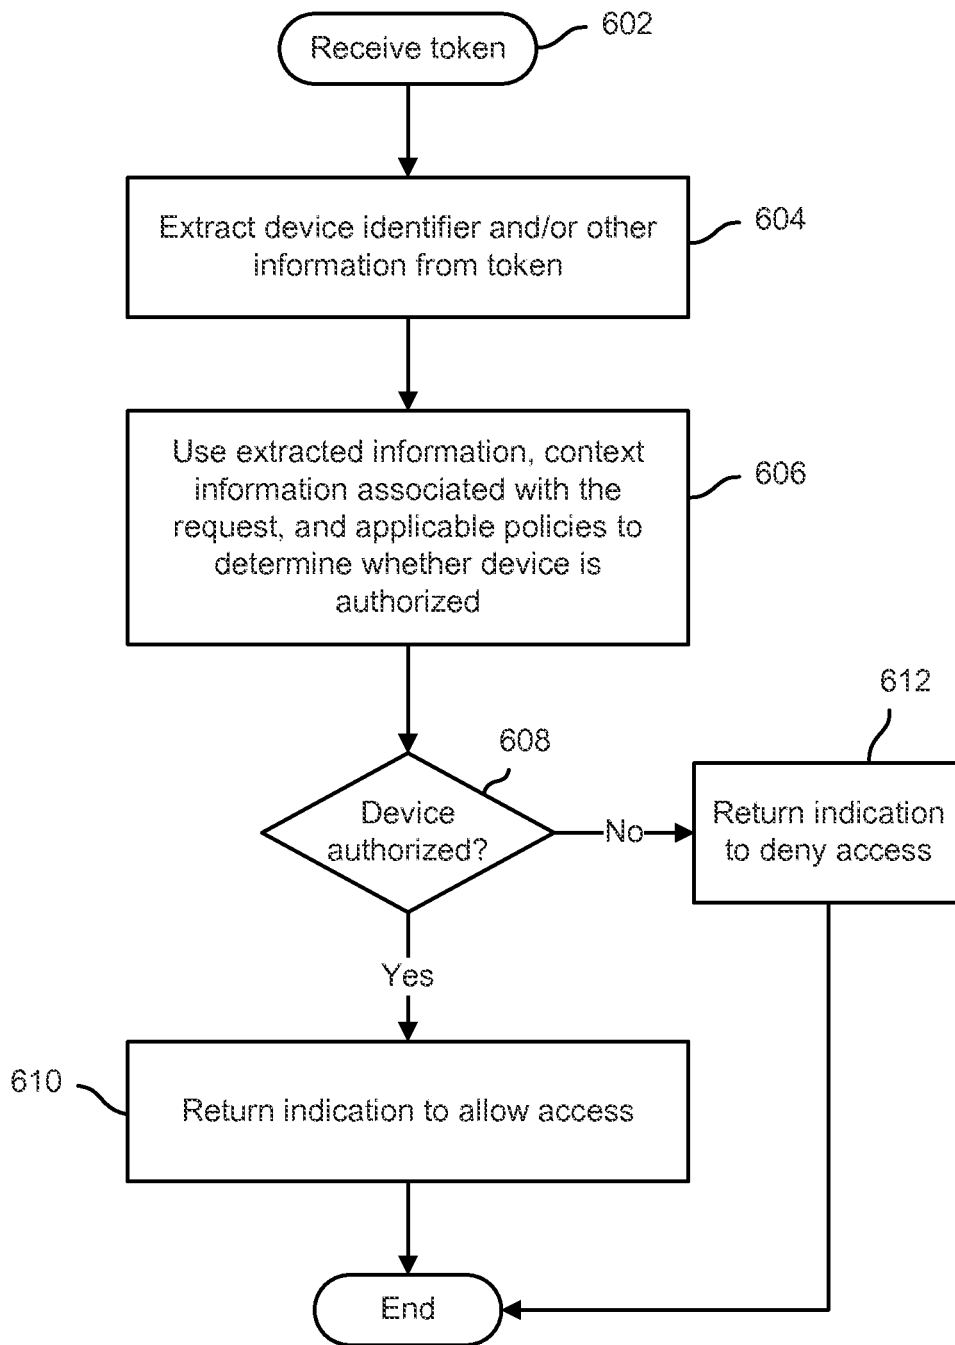 Receive token
602
Extract device identifier and/or other
information from token
604
Use extracted information, context
information associated with the
request, and applicable policies to
determine whether device is
authorized
606
608
Device
authorized?
No
612
Return indication
to deny access
Yes
610
Return indication to allow access
End